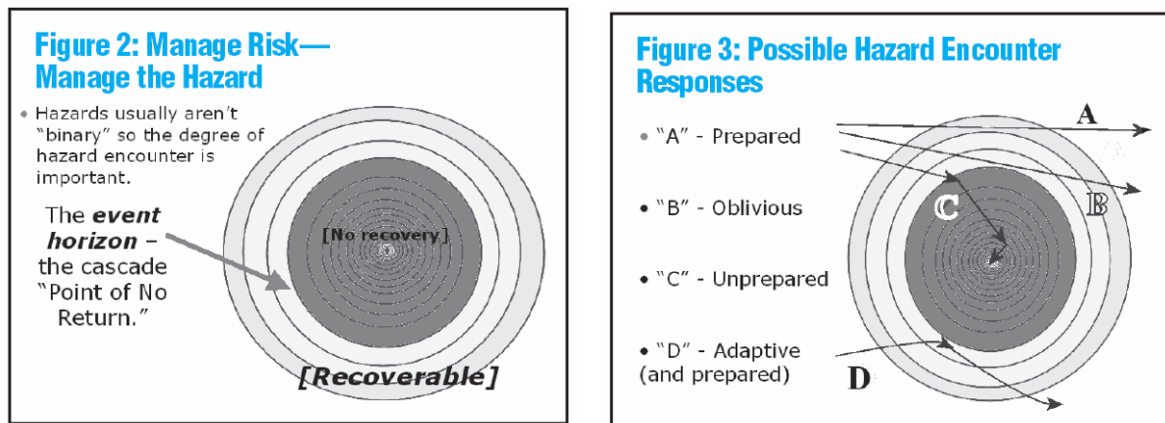 Figure 2: Manage Risk—
Manage the Hazard
• Hazards usually aren't
"binary" so the degree of
hazard encounter is
important.
The event
horizon –
the cascade
"Point of No
Return."
[No recovery]
[Recoverable]
Figure 3: Possible Hazard Encounter
Responses
• "A" - Prepared
• "B" - Oblivious
• "C" - Unprepared
• "D" - Adaptive
(and prepared)
A
B
C
D